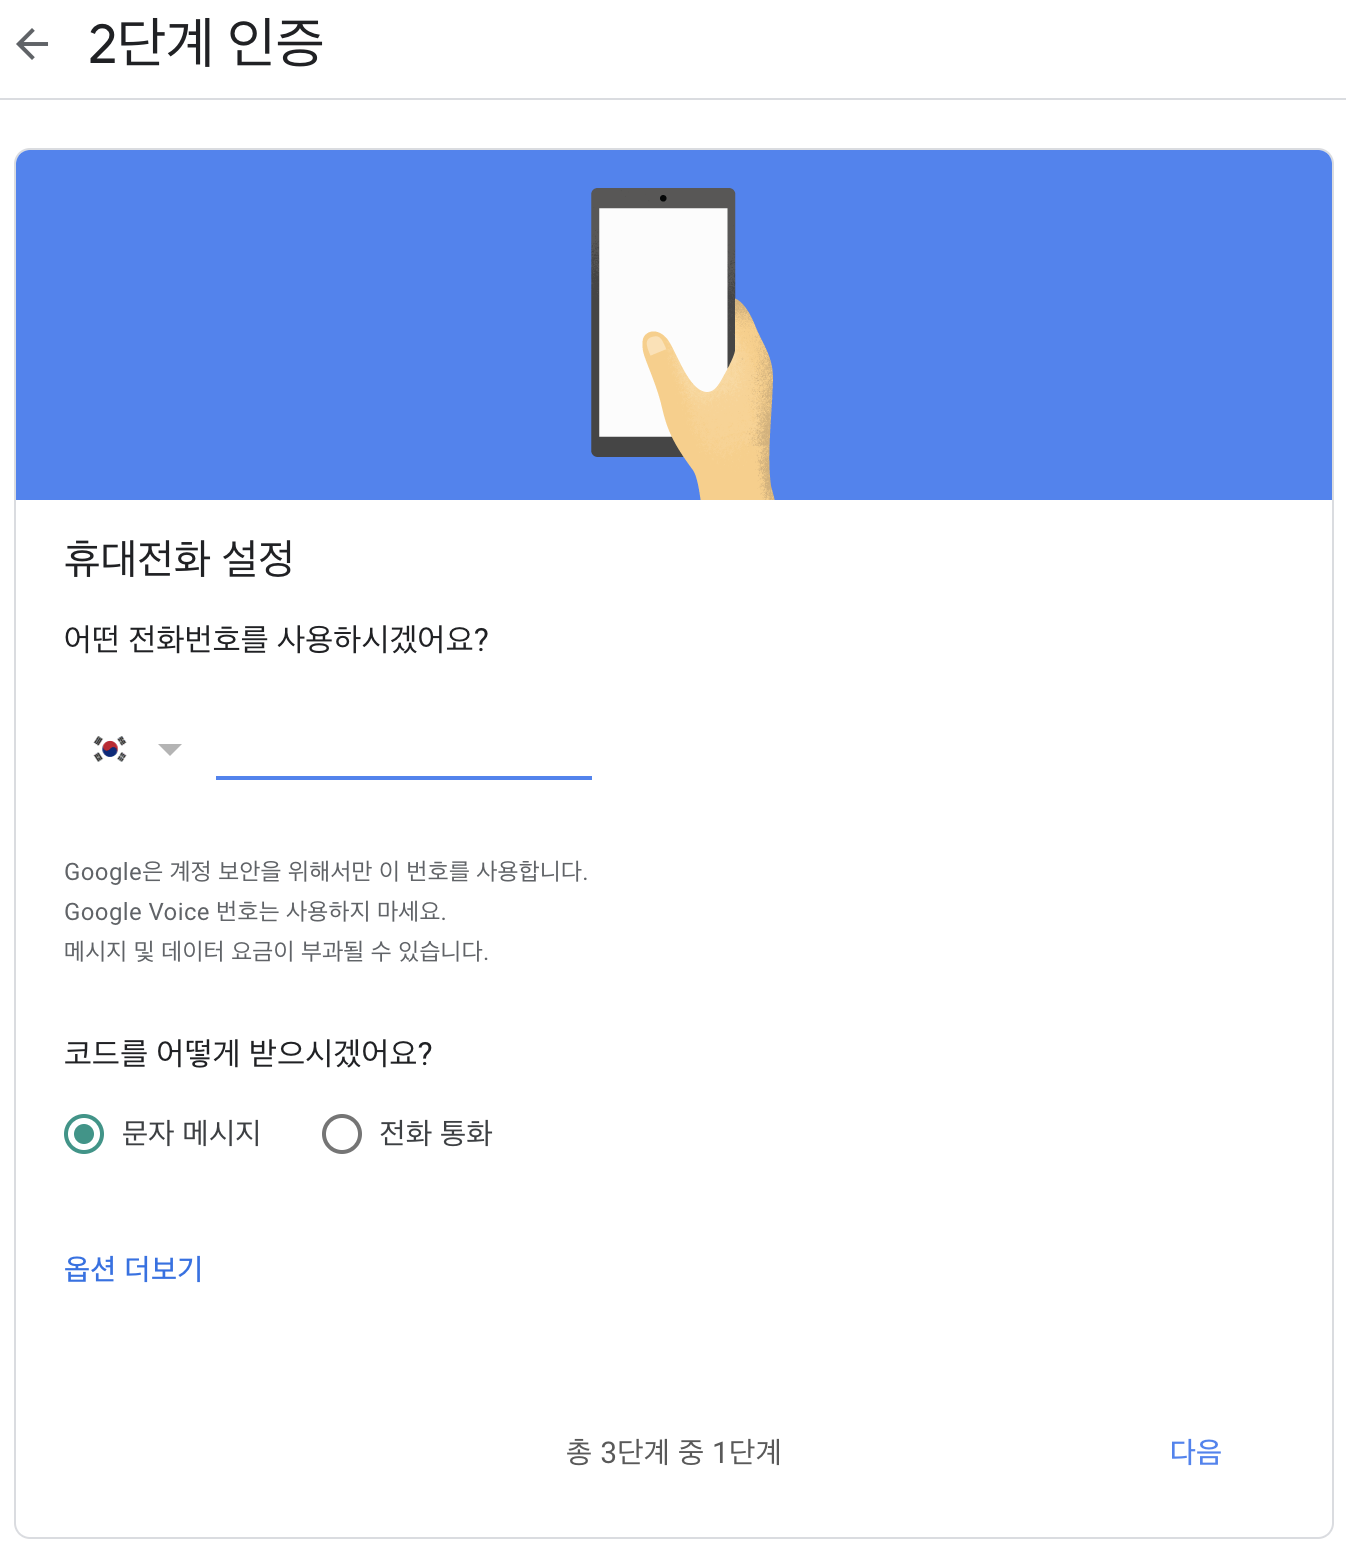 2단계 인증
휴대전화 설정
어떤 전화번호를 사용하시겠어요?
Google은 계정 보안을 위해서만 이 번호를 사용합니다.
Google Voice 번호는 사용하지 마세요.
메시지 및 데이터 요금이 부과될 수 있습니다.
코드를 어떻게 받으시겠어요?
문자 메시지 전화 통화
옵션 더보기
총 3단계 중 1단계 다음